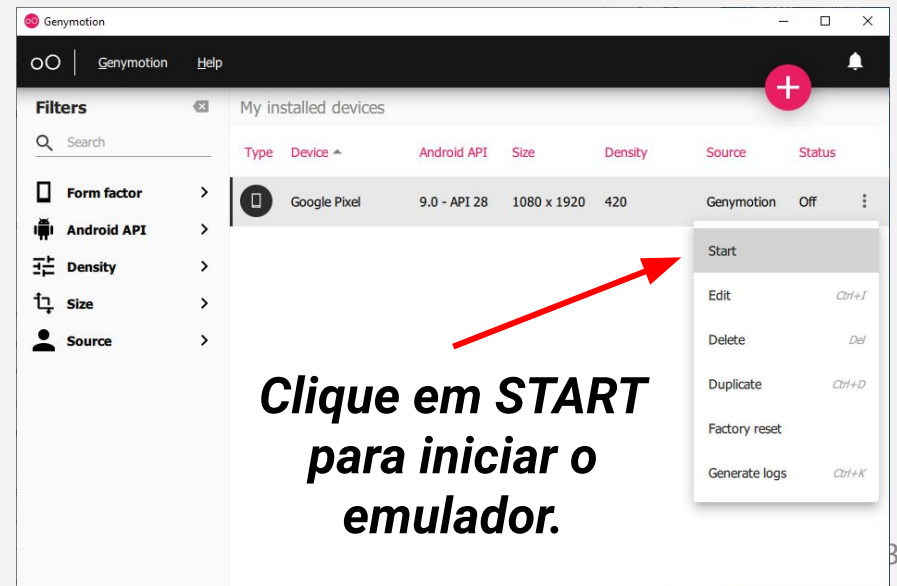 Genymotion
oO Genymotion Help
Filters
Search
Form factor
Android API
Density
Size
Source
My installed devices
Type Device Android API Size Density Source Status
Google Pixel 9.0 - API 28 1080 x 1920 420 Genymotion Off
Start
Edit Ctrl+I
Delete Del
Duplicate Ctrl+D
Factory reset
Generate logs Ctrl+K
Clique em START
para iniciar o
emulador.